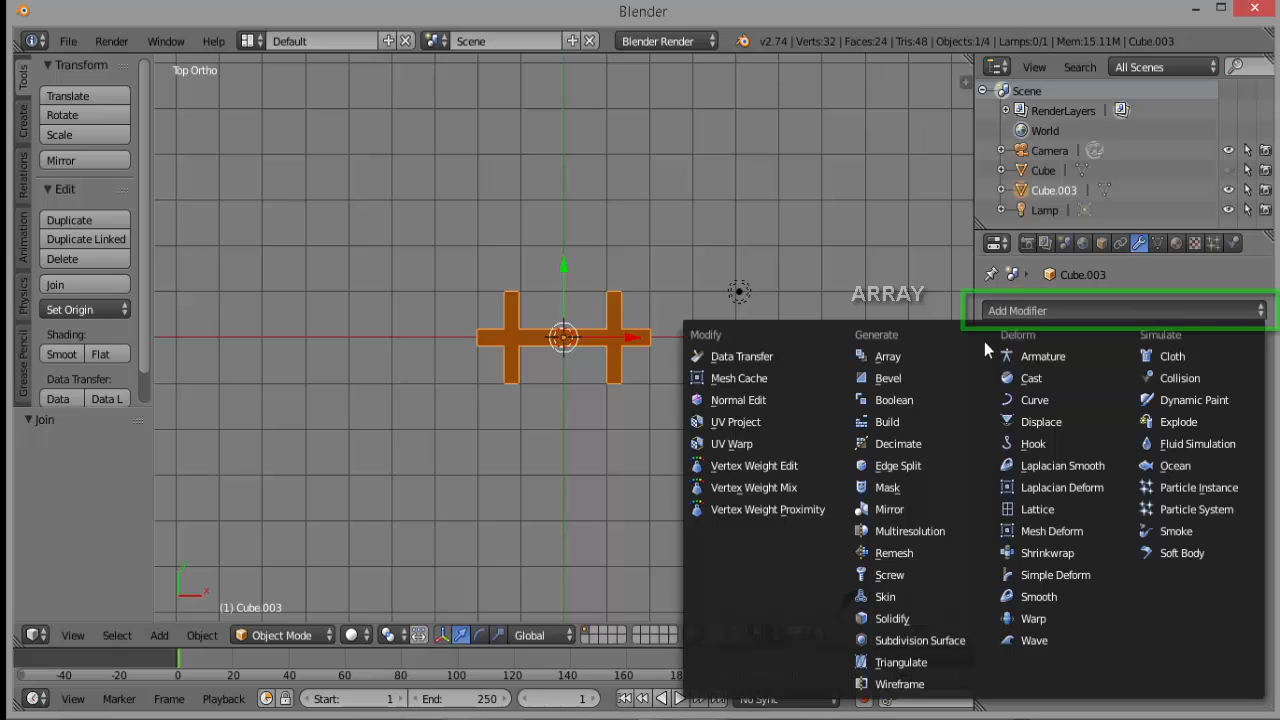 Blender
File Render Window Help Default Scene Blender Render v2.74 | Verts:32 | Faces:24 | Tris:48 | Objects:1/4 | Lamps:0/1 | Mem:15.11M | Cube.003
Tools
Create
Relations
Animation
Physics
Grease Pencil
Transform
Translate
Rotate
Scale
Mirror
Edit
Duplicate
Duplicate Linked
Delete
Join
Set Origin
Shading:
Smooth Flat
Data Transfer:
Data Data L
Join
Top Ortho
y
x
(1) Cube.003
ARRAY
View Search All Scenes
Scene
RenderLayers |
World
Camera |
Cube |
Cube.003 |
Lamp |
Cube.003
Add Modifier
Modify
Data Transfer
Mesh Cache
Normal Edit
UV Project
UV Warp
Vertex Weight Edit
Vertex Weight Mix
Vertex Weight Proximity
Generate
Array
Bevel
Boolean
Build
Decimate
Edge Split
Mask
Mirror
Multiresolution
Remesh
Screw
Skin
Solidify
Subdivision Surface
Triangulate
Wireframe
Deform
Armature
Cast
Curve
Displace
Hook
Laplacian Smooth
Laplacian Deform
Lattice
Mesh Deform
Shrinkwrap
Simple Deform
Smooth
Warp
Wave
Simulate
Cloth
Collision
Dynamic Paint
Explode
Fluid Simulation
Ocean
Particle Instance
Particle System
Smoke
Soft Body
View Select Add Object Object Mode Global
-40 -20 0 20 40 60 80 100 120 140 160
View Marker Frame Playback Start: 1 End: 250 1 No Sync